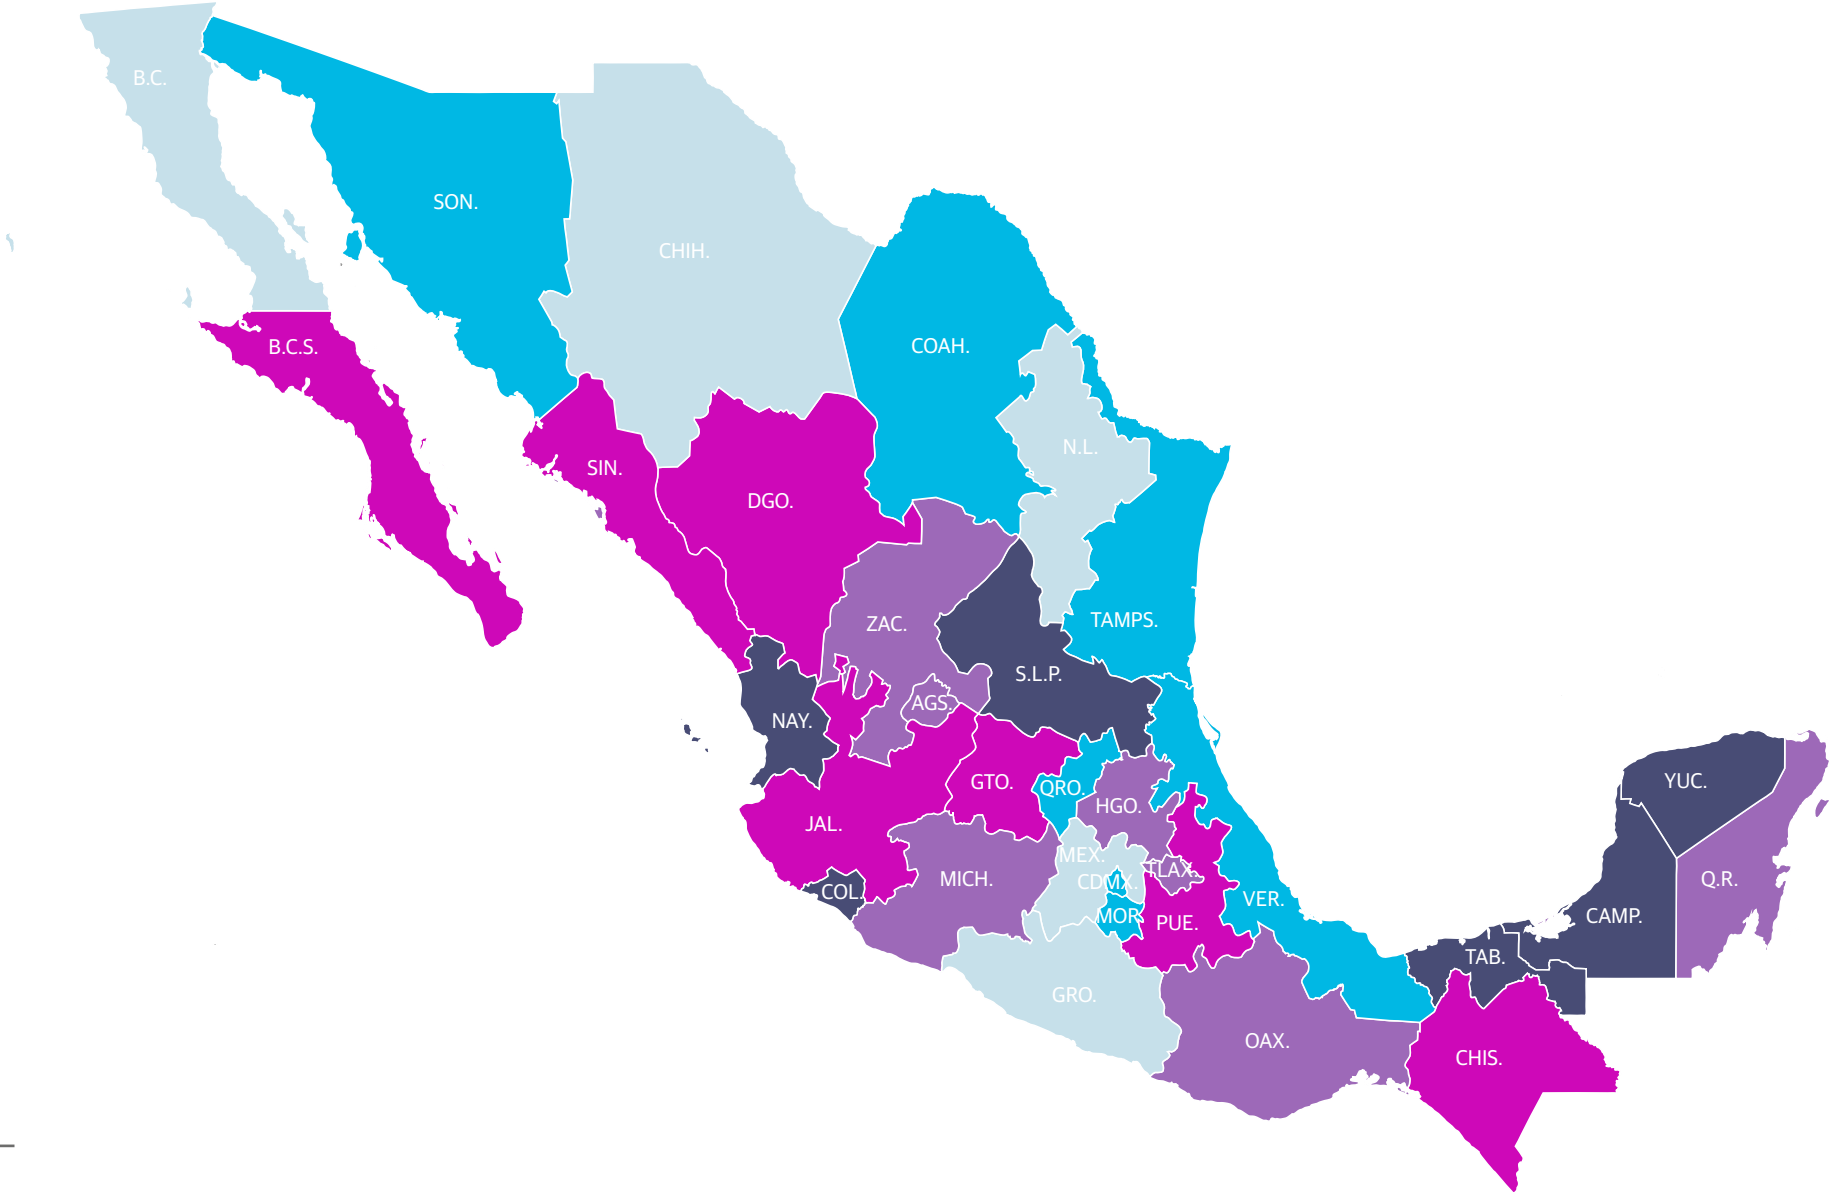 B.C.
SON.
CHIH.
B.C.S.
COAH.
N.L.
SIN.
DGO.
TAMPS.
ZAC.
S.L.P.
AGS.
NAY.
GTO.
QRO.
HGO.
YUC.
JAL.
MEX.
TLAX.
Q.R.
MICH.
CDMX.
COL.
VER.
MOR
PUE.
CAMP.
TAB.
GRO.
OAX.
CHIS.